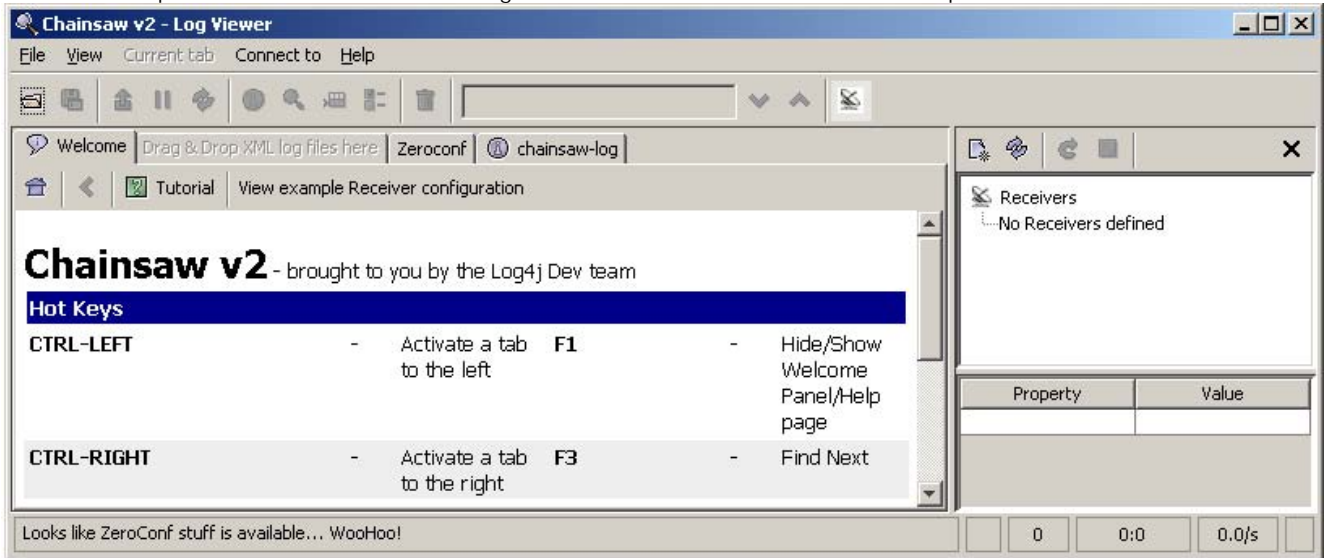 Chainsaw v2 - Log Viewer
File View Current tab Connect to Help
Welcome Drag & Drop XML log files here Zeroconf chainsaw-log
Tutorial View example Receiver configuration
Receivers
No Receivers defined
Chainsaw v2 - brought to you by the Log4j Dev team
Hot Keys
CTRL-LEFT - Activate a tab to the left F1 - Hide/Show Welcome Panel/Help page
CTRL-RIGHT - Activate a tab to the right F3 - Find Next
Property Value
Looks like ZeroConf stuff is available... WooHoo! 0 0:0 0.0/s